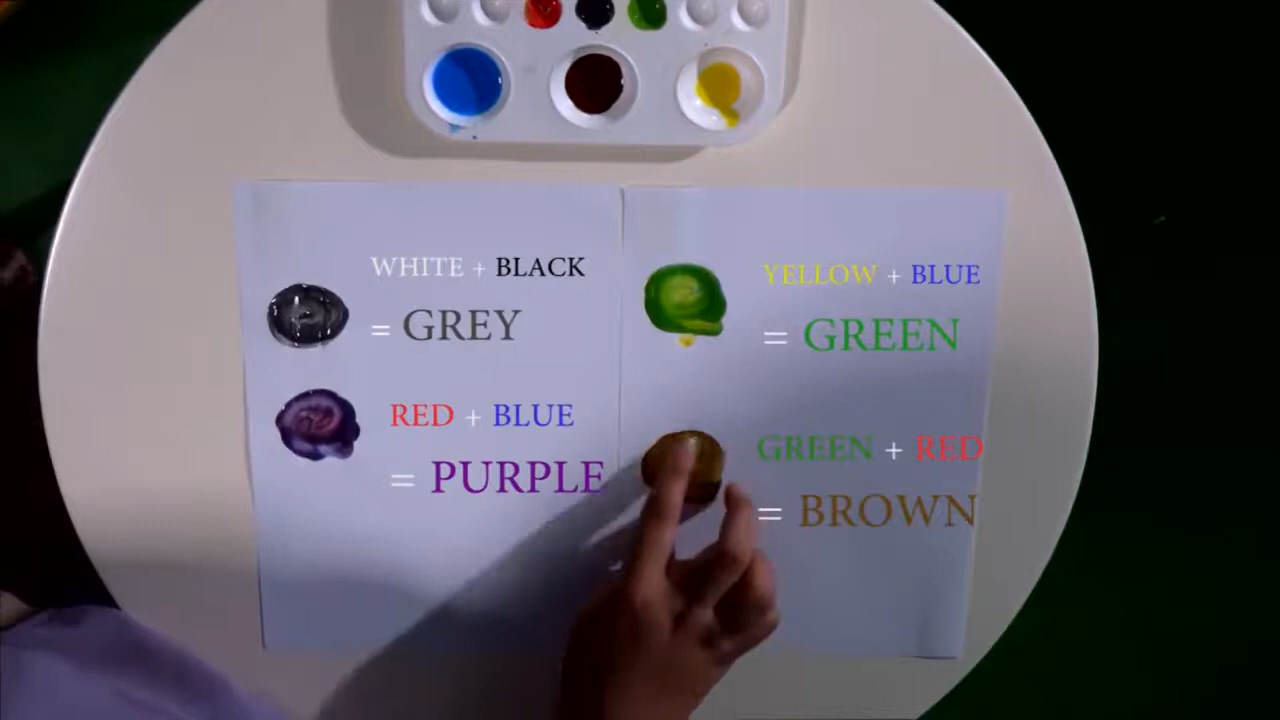 WHITE + BLACK
= GREY
RED + BLUE
= PURPLE
YELLOW + BLUE
= GREEN
GREEN + RED
= BROWN